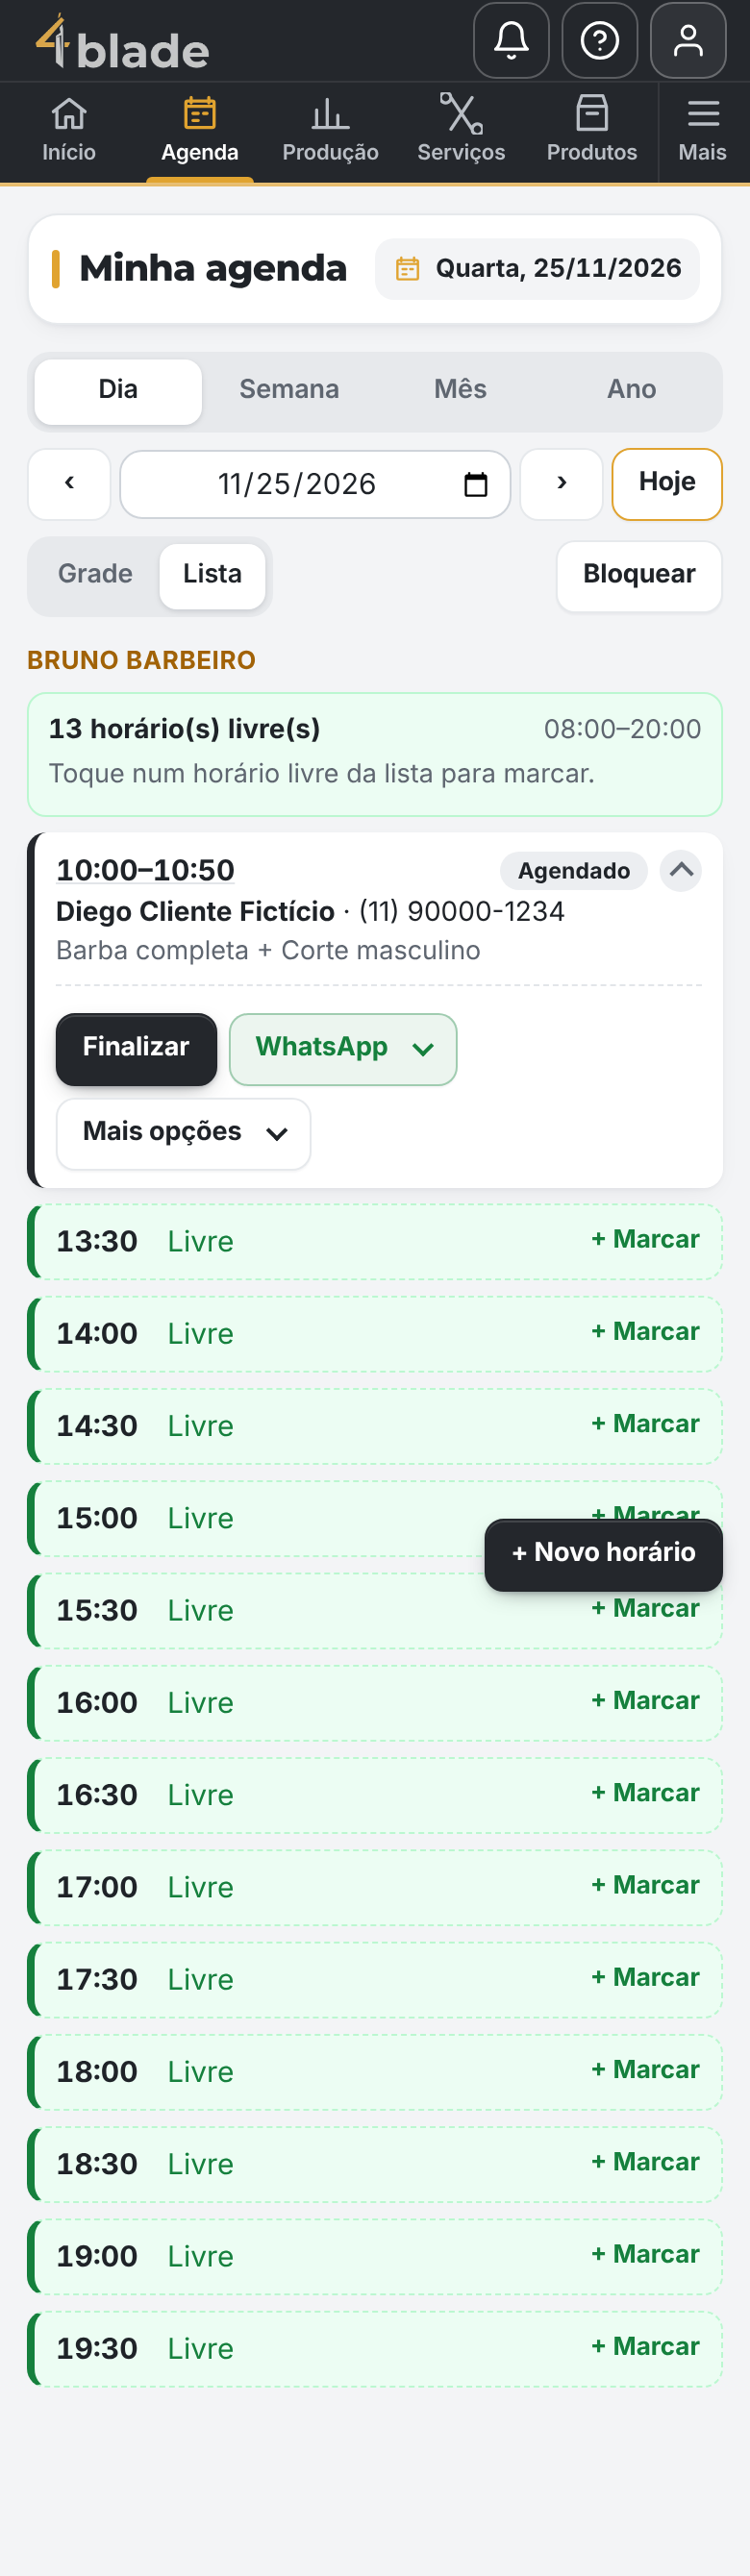 4blade
Início
Agenda
Produção
Serviços
Produtos
Mais
Minha agenda
Quarta, 25/11/2026
Dia
Semana
Mês
Ano
‹
11/25/2026
›
Hoje
Grade
Lista
Bloquear
BRUNO BARBEIRO
13 horário(s) livre(s)
08:00–20:00
Toque num horário livre da lista para marcar.
10:00–10:50
Agendado
Diego Cliente Fictício · (11) 90000-1234
Barba completa + Corte masculino
Finalizar
WhatsApp
Mais opções
13:30 Livre + Marcar
14:00 Livre + Marcar
14:30 Livre + Marcar
15:00 Livre + Marcar
+ Novo horário
15:30 Livre + Marcar
16:00 Livre + Marcar
16:30 Livre + Marcar
17:00 Livre + Marcar
17:30 Livre + Marcar
18:00 Livre + Marcar
18:30 Livre + Marcar
19:00 Livre + Marcar
19:30 Livre + Marcar